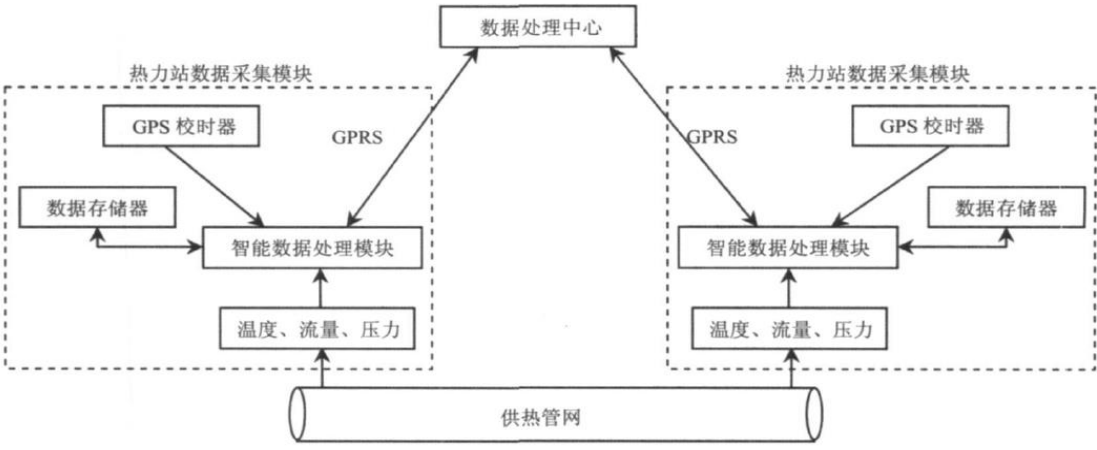 数据处理中心
热力站数据采集模块
热力站数据采集模块
GPS 校时器
GPRS
GPRS
GPS 校时器
数据存储器
数据存储器
智能数据处理模块
智能数据处理模块
温度、流量、压力
温度、流量、压力
供热管网